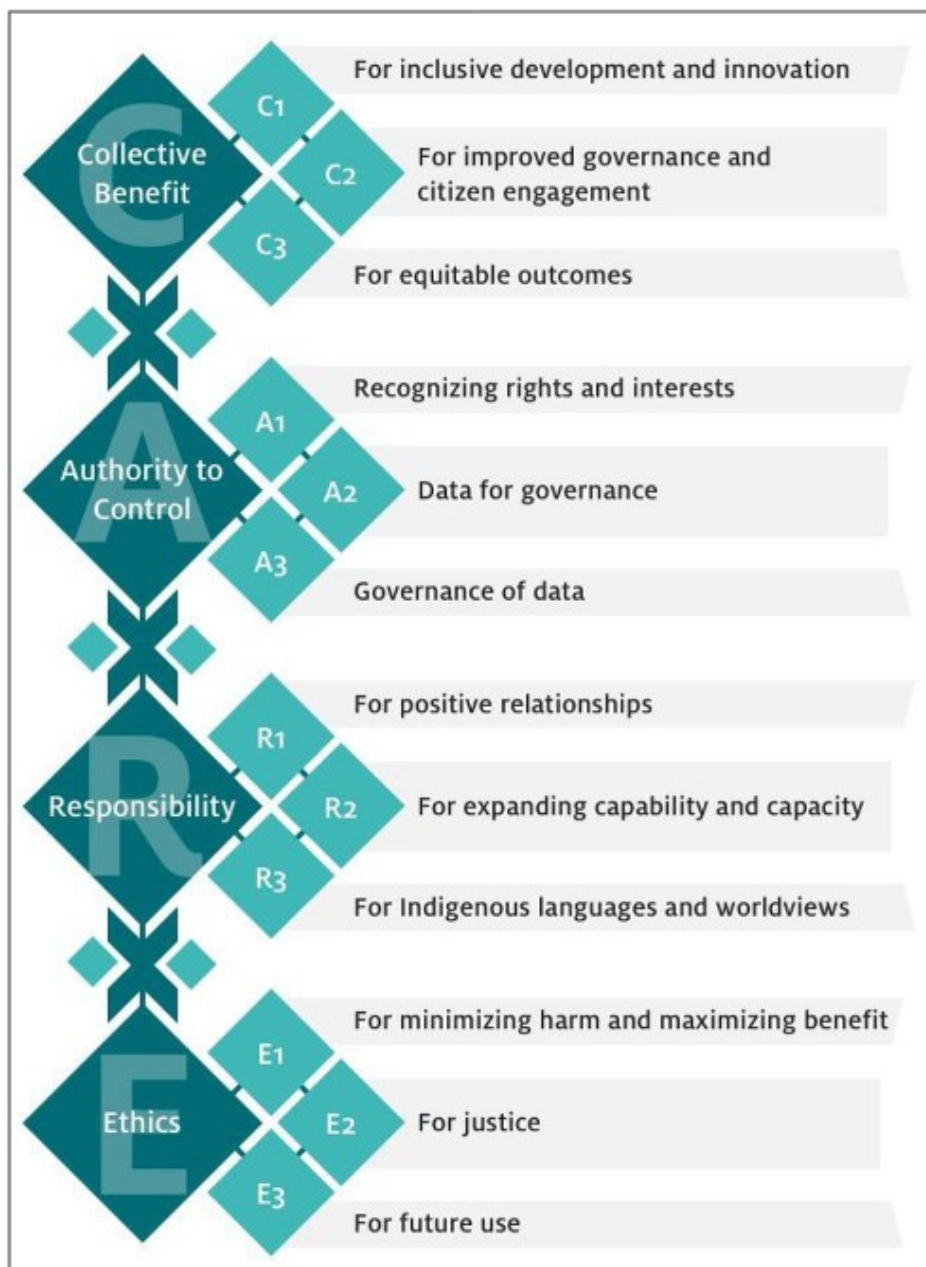 C
Collective
Benefit
C1
For inclusive development and innovation
C2
For improved governance and
citizen engagement
C3
For equitable outcomes
A
Authority to
Control
A1
Recognizing rights and interests
A2
Data for governance
A3
Governance of data
R
Responsibility
R1
For positive relationships
R2
For expanding capability and capacity
R3
For Indigenous languages and worldviews
E
Ethics
E1
For minimizing harm and maximizing benefit
E2
For justice
E3
For future use